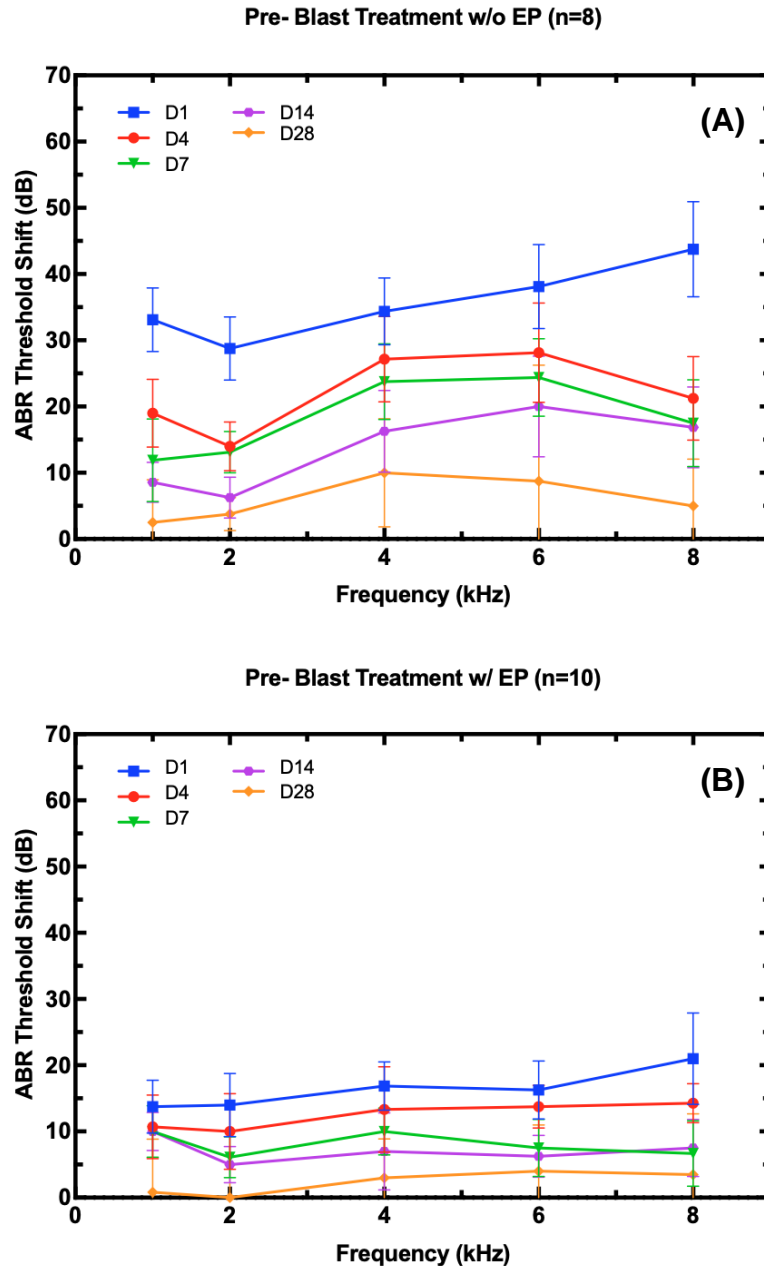 Pre- Blast Treatment w/o EP (n=8)
(A)
D1
D4
D7
D14
D28
ABR Threshold Shift (dB)
70
60
50
40
30
20
10
0
0 2 4 6 8
Frequency (kHz)
Pre- Blast Treatment w/ EP (n=10)
(B)
D1
D4
D7
D14
D28
ABR Threshold Shift (dB)
70
60
50
40
30
20
10
0
0 2 4 6 8
Frequency (kHz)